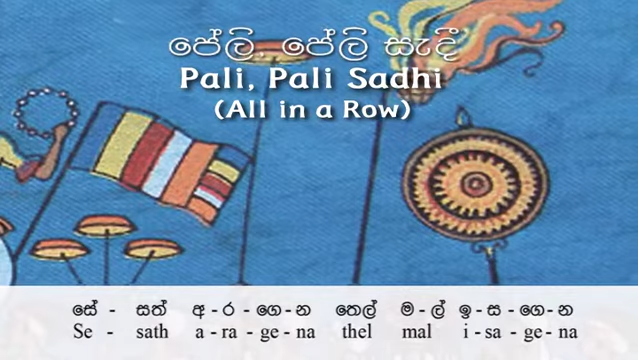 පේලි, පේලි සැදී
Pali, Pali Sadhi
(All in a Row)
සේ - සත් අ - ර - ගෙ - න තෙල් ම - ල් ඉ - ස - ගෙ - න
Se - sath a - ra - ge - na thel mal i - sa - ge - na